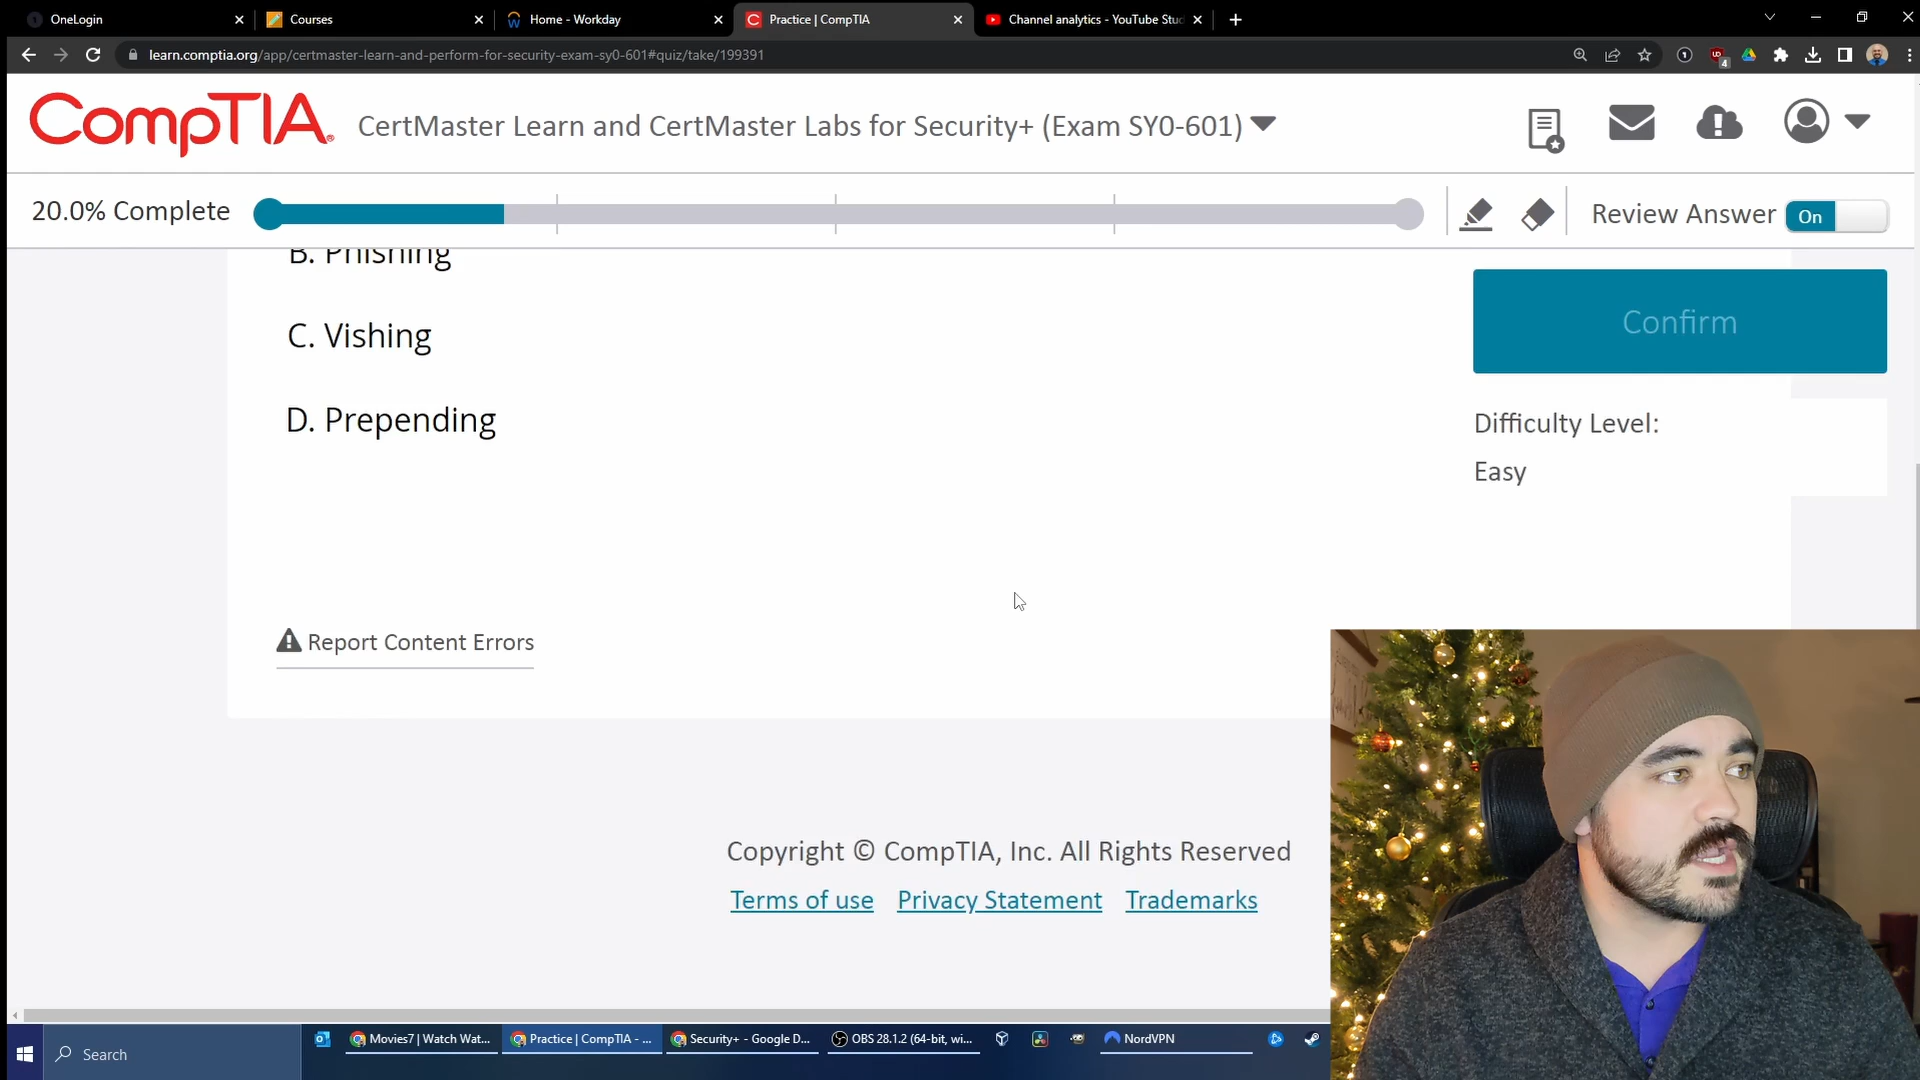 OneLogin
Courses
Home - Workday
Practice | CompTIA
Channel analytics - YouTube Stud
learn.comptia.org/app/certmaster-learn-and-perform-for-security-exam-sy0-601#quiz/take/199391
4
CompTIA®
CertMaster Learn and CertMaster Labs for Security+ (Exam SY0-601)
20.0% Complete
Review Answer
On
B. Phishing
C. Vishing
D. Prepending
Confirm
Difficulty Level:
Easy
Report Content Errors
Copyright © CompTIA, Inc. All Rights Reserved
Terms of use
Privacy Statement
Trademarks
Search
Movies7 | Watch Wat...
Practice | CompTIA - ...
Security+ - Google D...
OBS 28.1.2 (64-bit, wi...
NordVPN